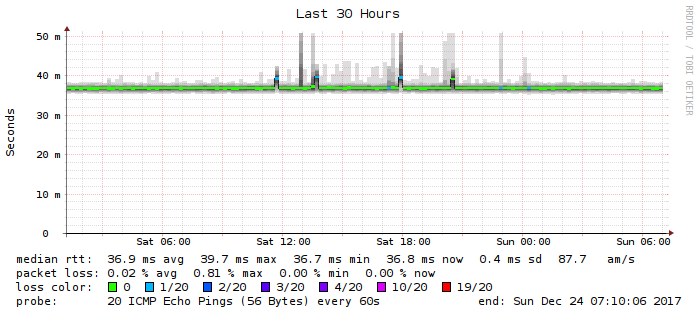 Last 30 Hours
RRDTOOL / TOBI OETIKER
Seconds
50 m
40 m
30 m
20 m
10 m
0
Sat 06:00 Sat 12:00 Sat 18:00 Sun 00:00 Sun 06:00
median rtt: 36.9 ms avg 39.7 ms max 36.7 ms min 36.8 ms now 0.4 ms sd 87.7 am/s
packet loss: 0.02 % avg 0.81 % max 0.00 % min 0.00 % now
loss color: 0 1/20 2/20 3/20 4/20 10/20 19/20
probe: 20 ICMP Echo Pings (56 Bytes) every 60s end: Sun Dec 24 07:10:06 2017